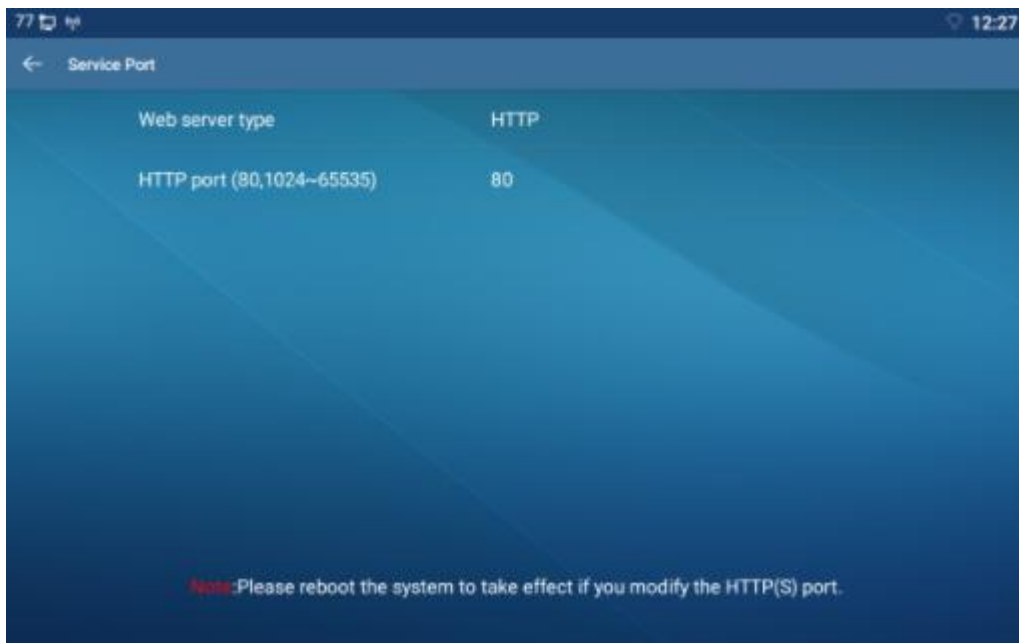 77 12:27
Service Port
Web server type HTTP
HTTP port (80,1024~65535) 80
Note:Please reboot the system to take effect if you modify the HTTP(S) port.